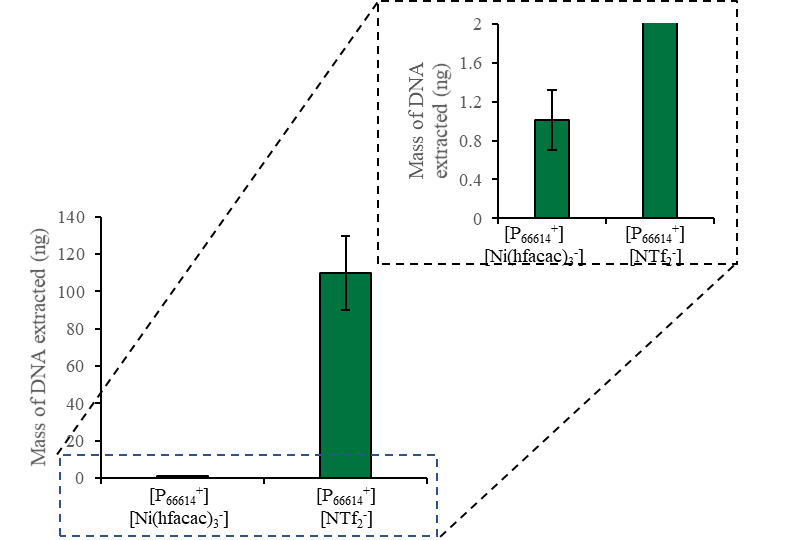 2
1.6
1.2
0.8
0.4
0
Mass of DNA
extracted (ng)
[P₆₆₆₁₄⁺]
[Ni(hfacac)₃⁻]
[P₆₆₆₁₄⁺]
[NTf₂⁻]
140
120
100
80
60
40
20
0
Mass of DNA extracted (ng)
[P₆₆₆₁₄⁺]
[Ni(hfacac)₃⁻]
[P₆₆₆₁₄⁺]
[NTf₂⁻]